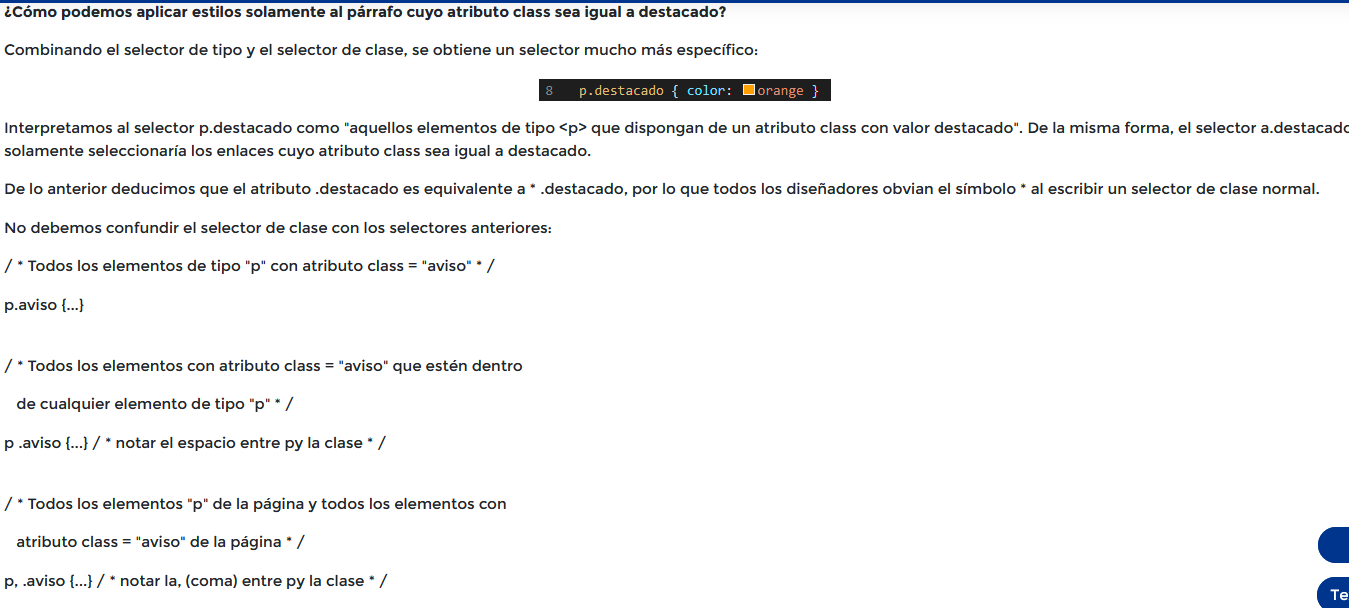 ¿Cómo podemos aplicar estilos solamente al párrafo cuyo atributo class sea igual a destacado?
Combinando el selector de tipo y el selector de clase, se obtiene un selector mucho más específico:
8 p.destacado { color: orange }
Interpretamos al selector p.destacado como "aquellos elementos de tipo <p> que dispongan de un atributo class con valor destacado". De la misma forma, el selector a.destacado
solamente seleccionaría los enlaces cuyo atributo class sea igual a destacado.
De lo anterior deducimos que el atributo .destacado es equivalente a * .destacado, por lo que todos los diseñadores obvian el símbolo * al escribir un selector de clase normal.
No debemos confundir el selector de clase con los selectores anteriores:
/ * Todos los elementos de tipo "p" con atributo class = "aviso" * /
p.aviso {...}
/ * Todos los elementos con atributo class = "aviso" que estén dentro
de cualquier elemento de tipo "p" * /
p .aviso {...} / * notar el espacio entre py la clase * /
/ * Todos los elementos "p" de la página y todos los elementos con
atributo class = "aviso" de la página * /
p, .aviso {...} / * notar la, (coma) entre py la clase * /
Te